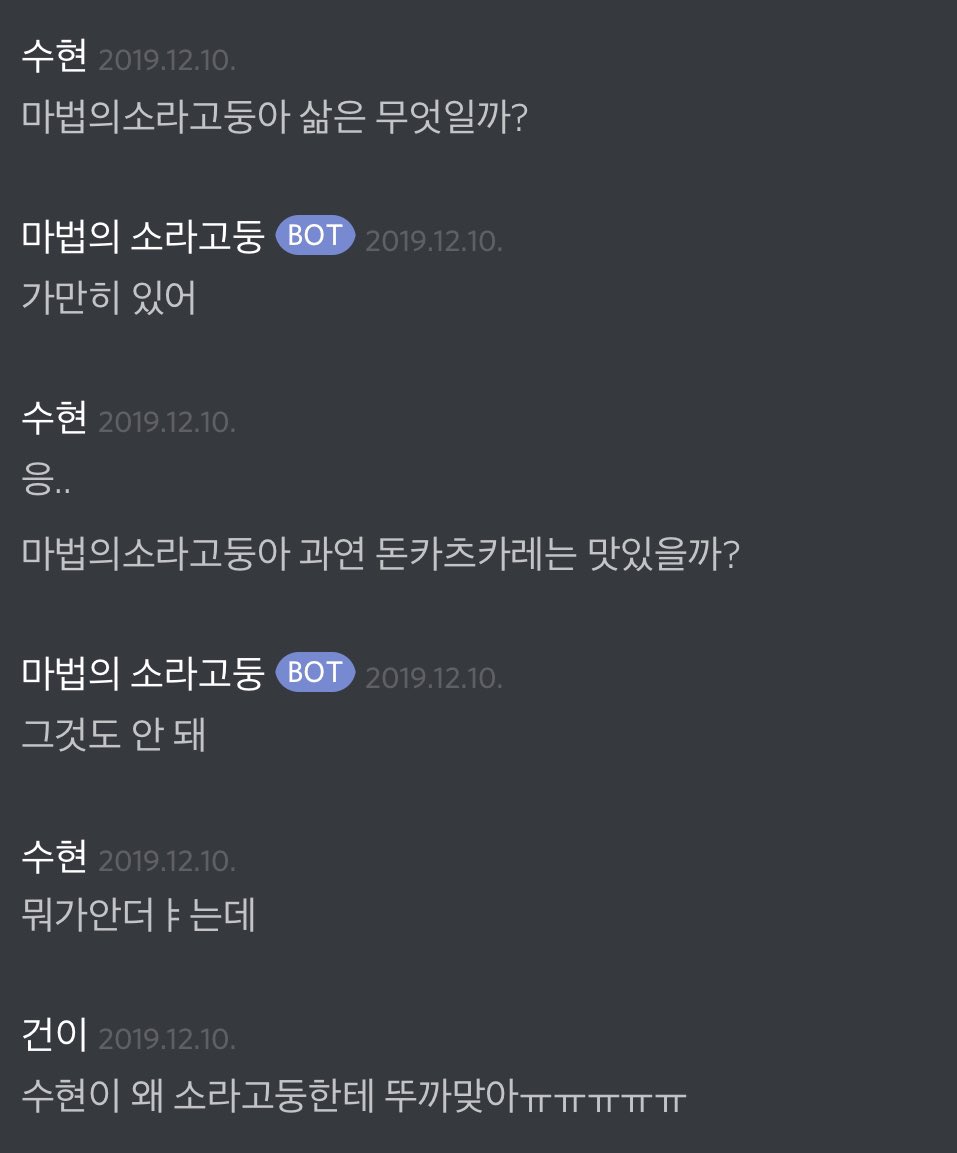 수현 2019.12.10.
마법의소라고둥아 삶은 무엇일까?
마법의 소라고둥 BOT 2019.12.10.
가만히 있어
수현 2019.12.10.
응..
마법의소라고둥아 과연 돈카츠카레는 맛있을까?
마법의 소라고둥 BOT 2019.12.10.
그것도 안 돼
수현 2019.12.10.
뭐가안더ㅑ는데
건이 2019.12.10.
수현이 왜 소라고둥한테 뚜까맞아ㅠㅠㅠㅠㅠ